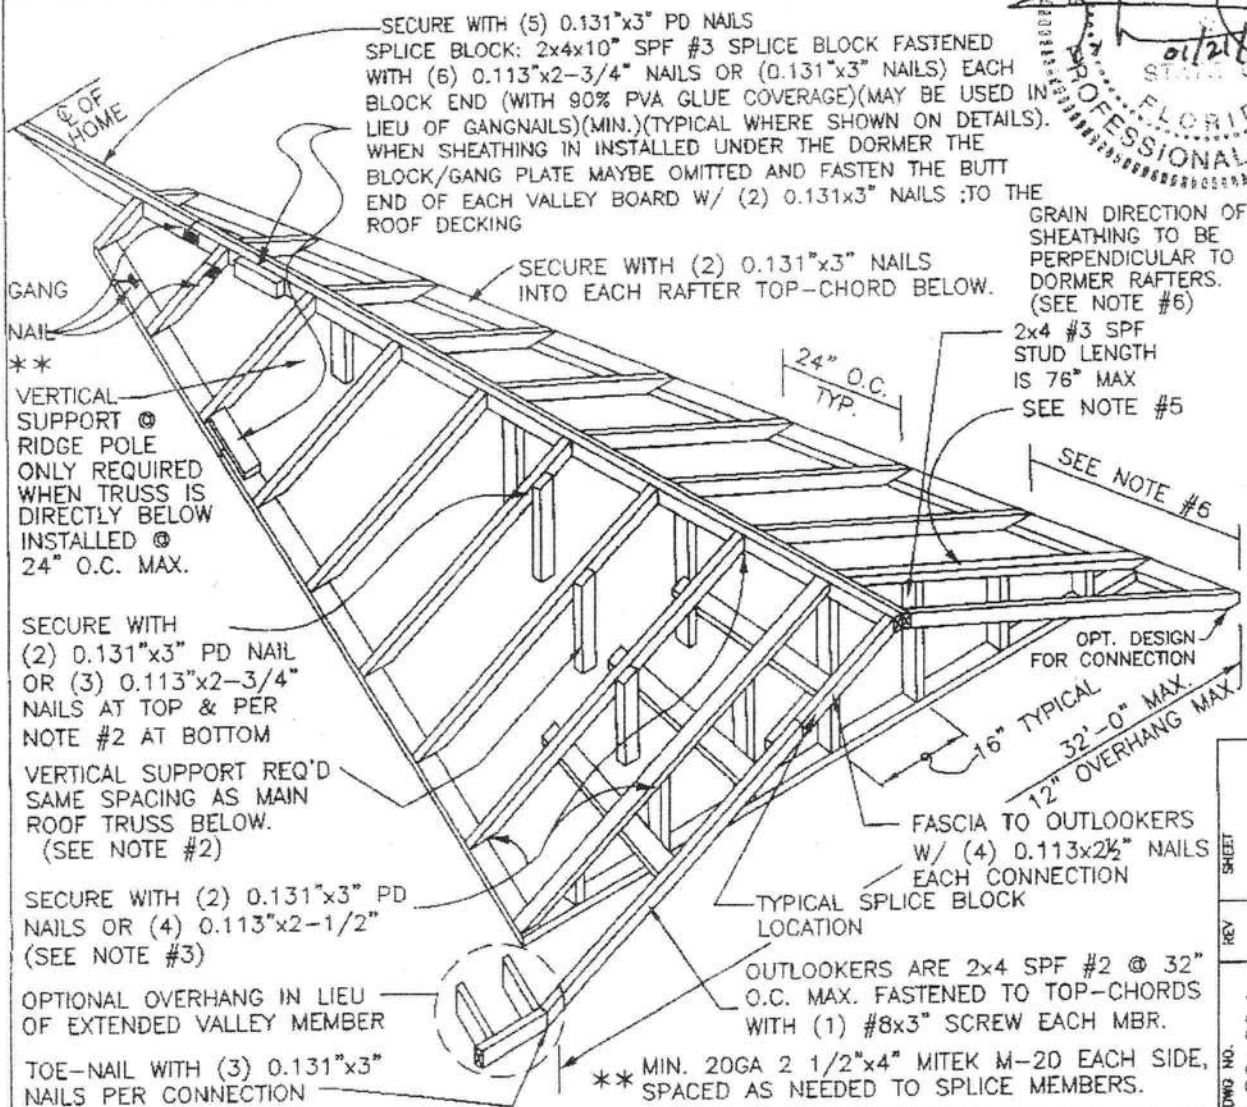 SECURE WITH (5) 0.131"x3" PD NAILS
SPLICE BLOCK: 2x4x10" SPF #3 SPLICE BLOCK FASTENED
WITH (6) 0.113"x2-3/4" NAILS OR (0.131"x3" NAILS) EACH
BLOCK END (WITH 90% PVA GLUE COVERAGE)(MAY BE USED IN
LIEU OF GANGNAILS)(MIN.)(TYPICAL WHERE SHOWN ON DETAILS).
WHEN SHEATHING IN INSTALLED UNDER THE DORMER THE
BLOCK/GANG PLATE MAYBE OMITTED AND FASTEN THE BUTT
END OF EACH VALLEY BOARD W/ (2) 0.131x3" NAILS ;TO THE
ROOF DECKING
01/21/
PROFESSIONAL
℄ OF
HOME
SECURE WITH (2) 0.131"x3" NAILS
INTO EACH RAFTER TOP-CHORD BELOW.
GRAIN DIRECTION OF
SHEATHING TO BE
PERPENDICULAR TO
DORMER RAFTERS.
(SEE NOTE #6)
2x4 #3 SPF
STUD LENGTH
IS 76" MAX
SEE NOTE #5
24" O.C.
TYP.
SEE NOTE #6
GANG
NAIL
**
VERTICAL
SUPPORT @
RIDGE POLE
ONLY REQUIRED
WHEN TRUSS IS
DIRECTLY BELOW
INSTALLED @
24" O.C. MAX.
SECURE WITH
(2) 0.131"x3" PD NAIL
OR (3) 0.113"x2-3/4"
NAILS AT TOP & PER
NOTE #2 AT BOTTOM
VERTICAL SUPPORT REQ'D
SAME SPACING AS MAIN
ROOF TRUSS BELOW.
(SEE NOTE #2)
SECURE WITH (2) 0.131"x3" PD
NAILS OR (4) 0.113"x2-1/2"
(SEE NOTE #3)
OPTIONAL OVERHANG IN LIEU
OF EXTENDED VALLEY MEMBER
TOE-NAIL WITH (3) 0.131"x3"
NAILS PER CONNECTION
OPT. DESIGN
FOR CONNECTION
16" TYPICAL
32'-0" MAX.
12" OVERHANG MAX.
FASCIA TO OUTLOOKERS
W/ (4) 0.113x2½" NAILS
EACH CONNECTION
TYPICAL SPLICE BLOCK
LOCATION
OUTLOOKERS ARE 2x4 SPF #2 @ 32"
O.C. MAX. FASTENED TO TOP-CHORDS
WITH (1) #8x3" SCREW EACH MBR.
** MIN. 20GA 2 1/2"x4" MITEK M-20 EACH SIDE,
SPACED AS NEEDED TO SPLICE MEMBERS.
SHEET
REV
DWG NO.